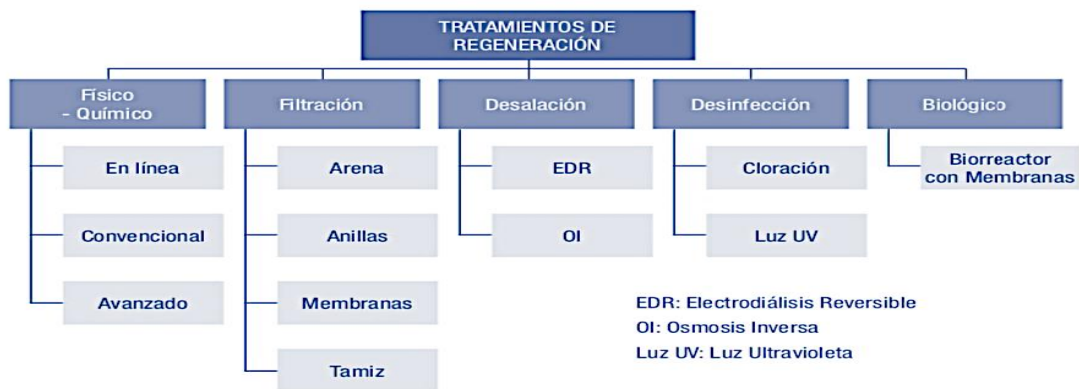 TRATAMIENTOS DE
REGENERACIÓN
Físico
- Químico
Filtración
Desalación
Desinfección
Biológico
En línea
Arena
EDR
Cloración
Biorreactor
con Membranas
Convencional
Anillas
OI
Luz UV
Avanzado
Membranas
Tamiz
EDR: Electrodiálisis Reversible
OI: Osmosis Inversa
Luz UV: Luz Ultravioleta